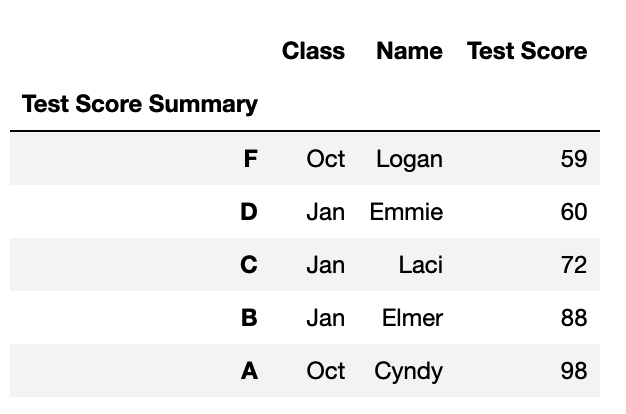 Class Name Test Score
Test Score Summary
F Oct Logan 59
D Jan Emmie 60
C Jan Laci 72
B Jan Elmer 88
A Oct Cyndy 98